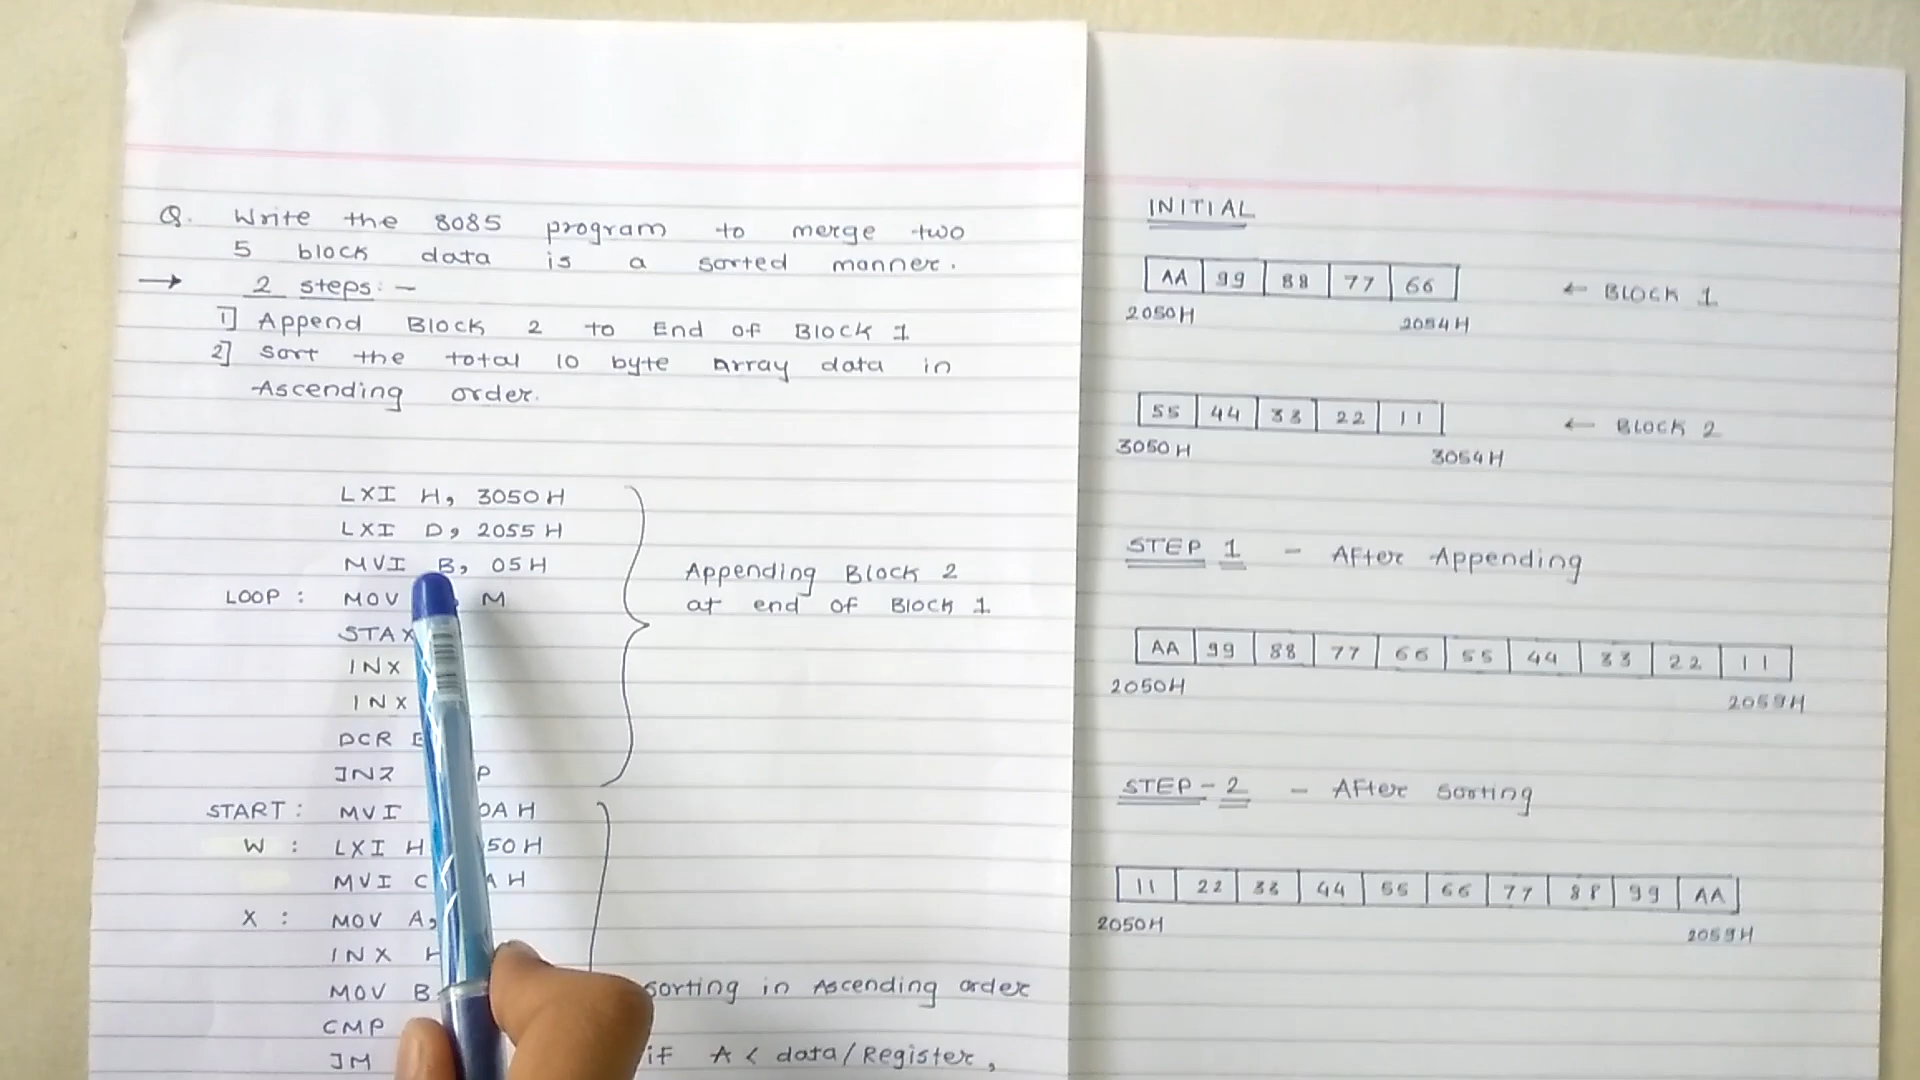 Q. Write the 8085 program to merge two
5 block data is a sorted manner.
→ 2 steps: -
1] Append Block 2 to End of Block 1
2] Sort the total 10 byte array data in
Ascending order.
LXI H, 3050H
LXI D, 2055H
MVI B, 05H
LOOP : MOV M
STAX
INX
INX
DCR
JNZ P
START : MVI 0AH
W : LXI H 50H
MVI C AH
X : MOV A,
INX H
MOV B
CMP
JM
Appending Block 2
at end of Block 1
sorting in Ascending order
if A < data/Register,
INITIAL
AA 99 88 77 66 ← BLOCK 1
2050H 2054H
55 44 33 22 11 ← BLOCK 2
3050H 3054H
STEP 1 - After Appending
AA 99 88 77 66 55 44 33 22 11
2050H 2059H
STEP - 2 - After sorting
11 22 33 44 55 66 77 88 99 AA
2050H 2059H